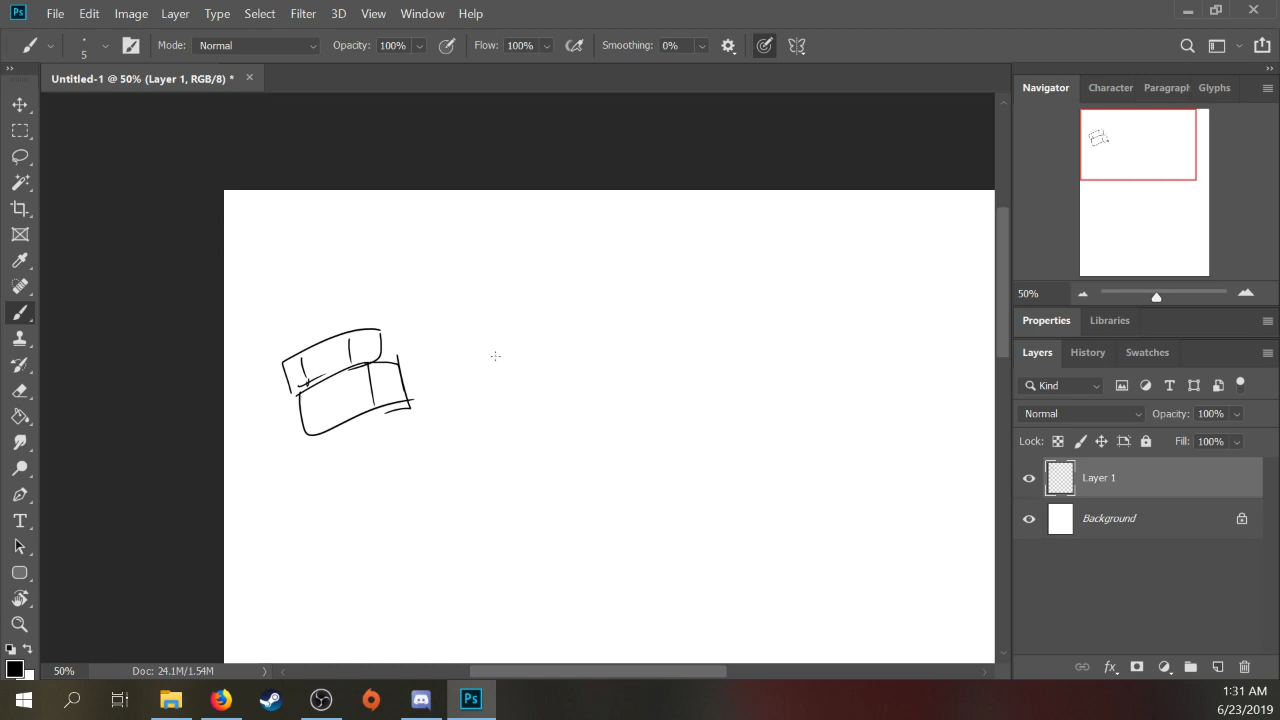 Ps File Edit Image Layer Type Select Filter 3D View Window Help
5 Mode: Normal Opacity: 100% Flow: 100% Smoothing: 0%
Untitled-1 @ 50% (Layer 1, RGB/8) *
Navigator Character Paragraph Glyphs
50%
Properties Libraries
Layers History Swatches
Kind
Normal Opacity: 100%
Lock: Fill: 100%
Layer 1
Background
50% Doc: 24.1M/1.54M
Ps
1:31 AM
6/23/2019